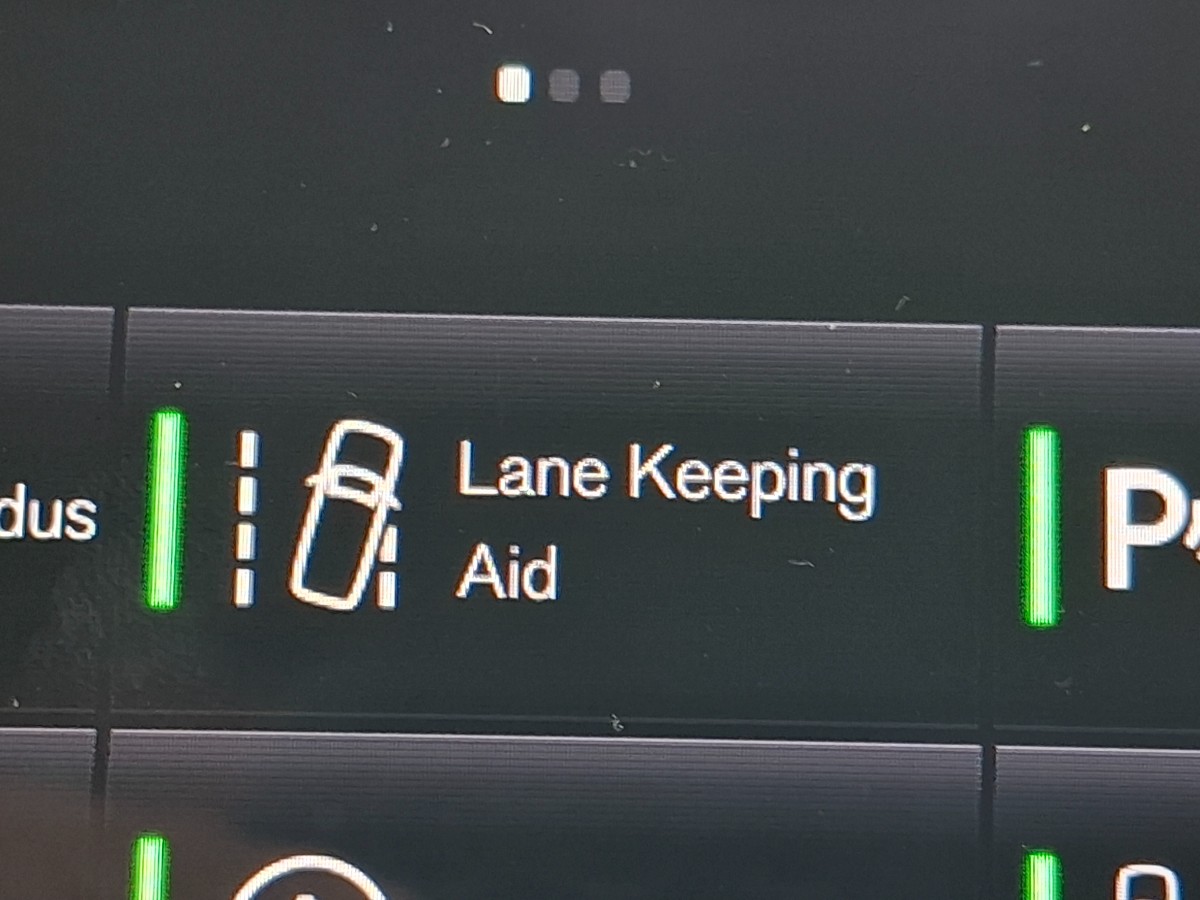 dus
Lane Keeping
Aid
P